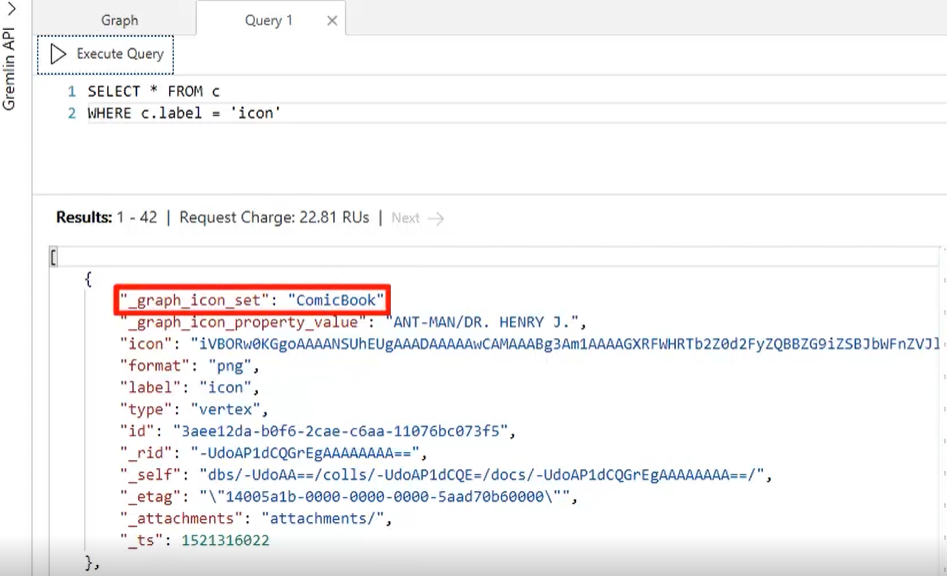 Gremlin API
Graph
Query 1
Execute Query
1 SELECT * FROM c
2 WHERE c.label = 'icon'
Results: 1 - 42 | Request Charge: 22.81 RUs | Next
[
{
"_graph_icon_set": "ComicBook"
"_graph_icon_property_value": "ANT-MAN/DR. HENRY J.",
"icon": "iVBORw0KGgoAAAANSUhEUgAAADAAAAAwCAMAAABg3Am1AAAAGXRFWHRTb2Z0d2FyZQBBZG9iZSBJbWFnZVJl
"format": "png",
"label": "icon",
"type": "vertex",
"id": "3aee12da-b0f6-2cae-c6aa-11076bc073f5",
"_rid": "-UdoAP1dCQGrEgAAAAAAAA==",
"_self": "dbs/-UdoAA==/colls/-UdoAP1dCQE=/docs/-UdoAP1dCQGrEgAAAAAAAA==/",
"_etag": "\"14005a1b-0000-0000-0000-5aad70b60000\"",
"_attachments": "attachments/",
"_ts": 1521316022
},